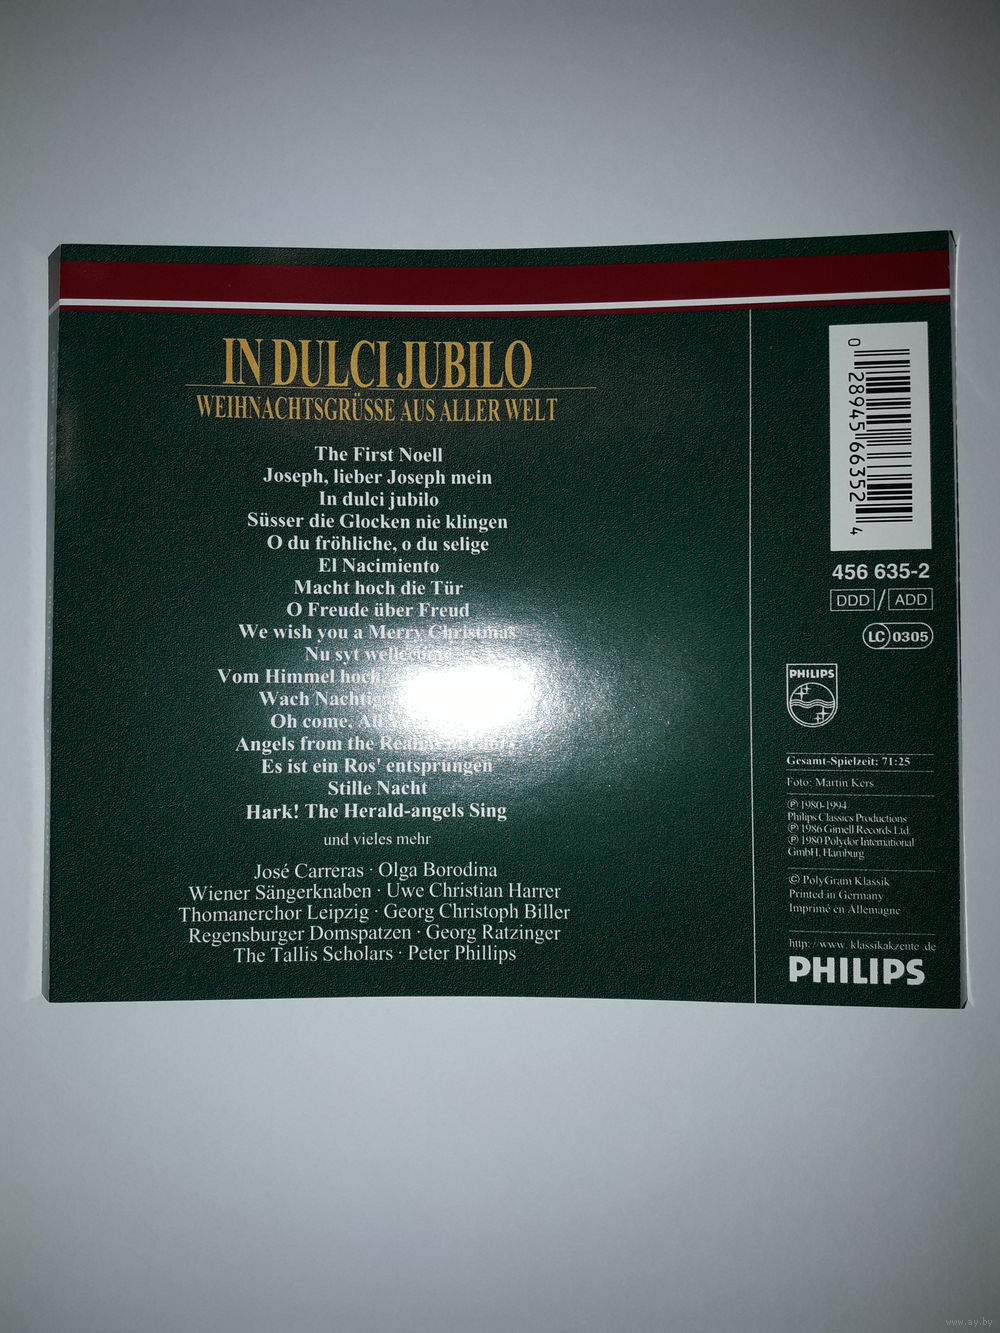 IN DULCI JUBILO
WEIHNACHTSGRÜSSE AUS ALLER WELT
The First Noell
Joseph, lieber Joseph mein
In dulci jubilo
Süsser die Glocken nie klingen
O du fröhliche, o du selige
El Nacimiento
Macht hoch die Tür
O Freude über Freud
We wish you a Merry Christmas
Nu syt
Vom Himmel hoch
Wach
Oh come,
Angels from the
Es ist ein Ros' entsprungen
Stille Nacht
Hark! The Herald-angels Sing
und vieles mehr
José Carreras · Olga Borodina
Wiener Sängerknaben · Uwe Christian Harrer
Thomanerchor Leipzig · Georg Christoph Biller
Regensburger Domspatzen · Georg Ratzinger
The Tallis Scholars · Peter Phillips
0 28945 66352 4
456 635-2
DDD / ADD
LC 0305
PHILIPS
Gesamt-Spielzeit: 71:25
Foto: Martin Kers
℗ 1980-1994
Philips Classics Productions
℗ 1986 Gimell Records Ltd.
℗ 1980 Polydor International
GmbH, Hamburg
© PolyGram Klassik
Printed in Germany
Imprimé en Allemagne
http://www.klassikakzente.de
PHILIPS
www.ay.by